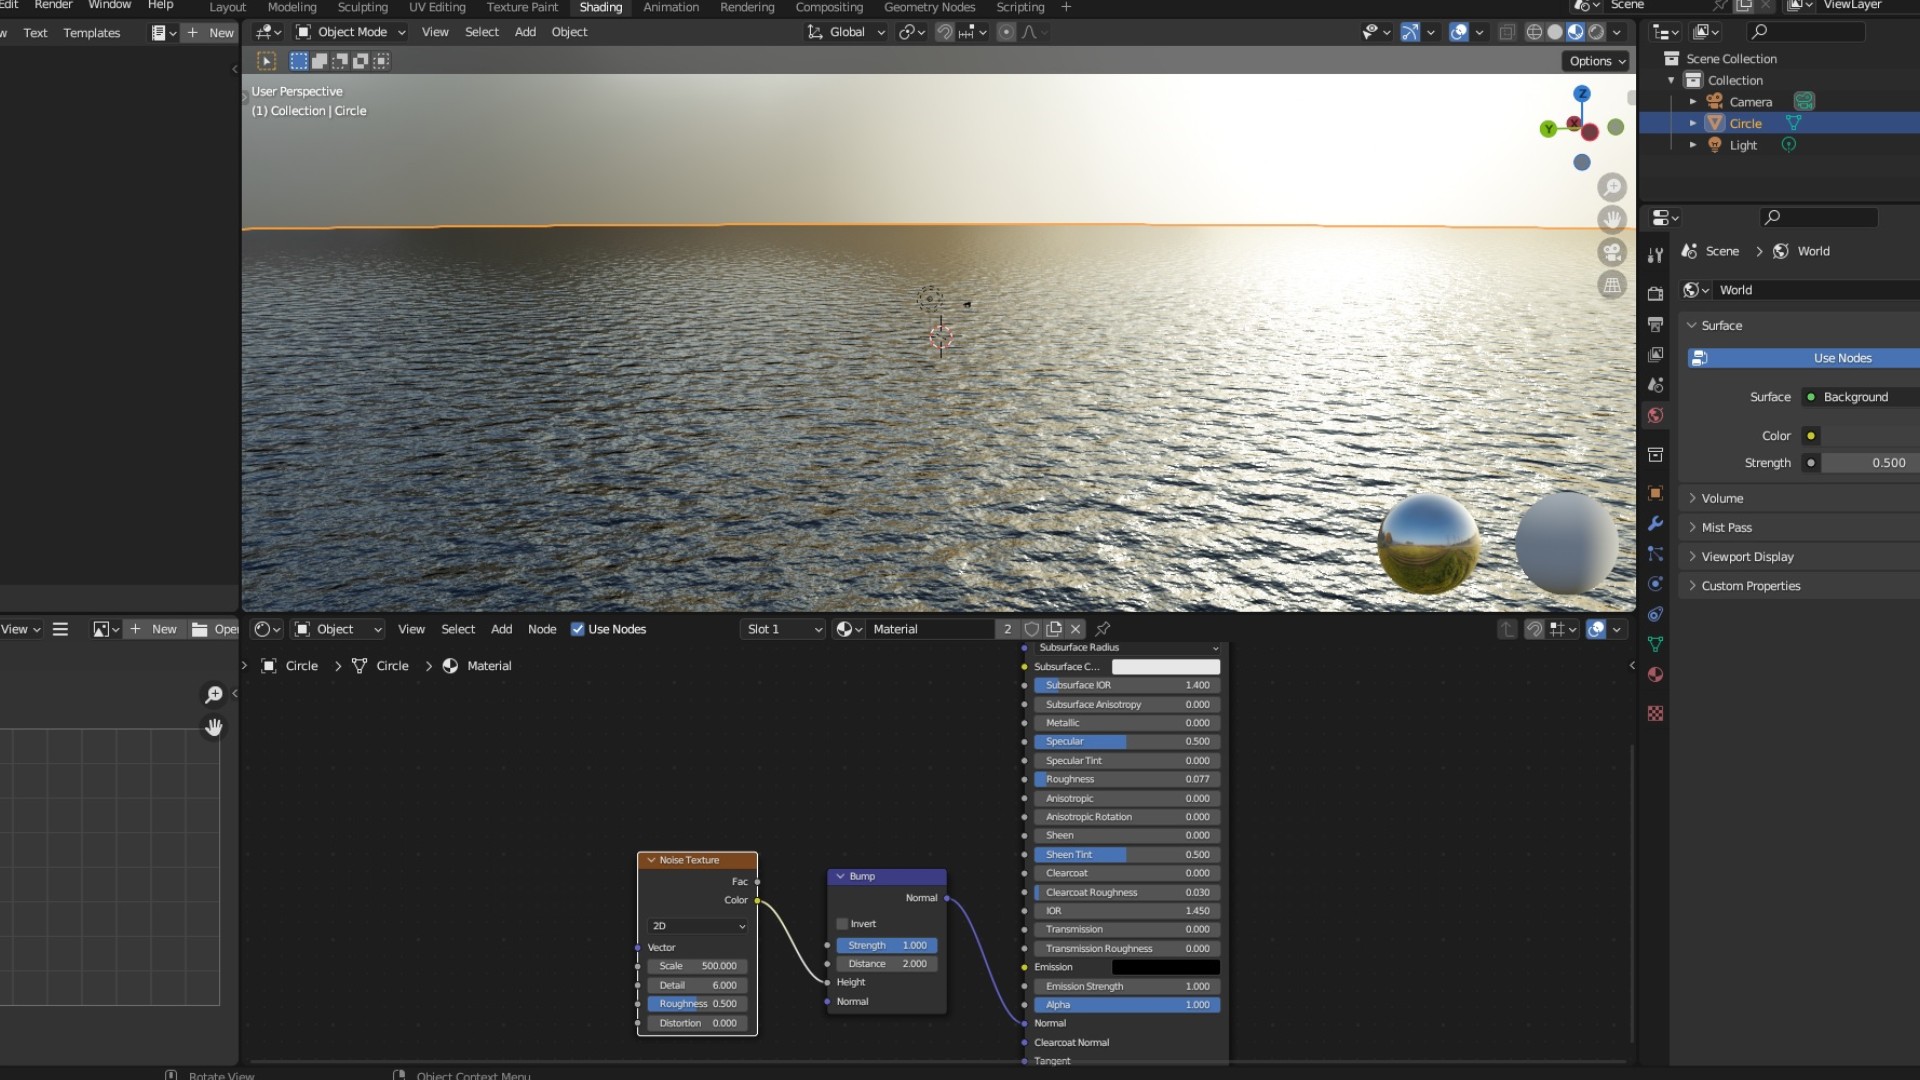 Edit Render Window Help
Layout Modeling Sculpting UV Editing Texture Paint Shading Animation Rendering Compositing Geometry Nodes Scripting +
Scene
ViewLayer
Text Templates
+ New
Object Mode View Select Add Object
Global
Options
User Perspective
(1) Collection | Circle
Z
Y
X
Scene Collection
Collection
Camera
Circle
Light
Scene > World
World
Surface
Use Nodes
Surface Background
Color
Strength 0.500
Volume
Mist Pass
Viewport Display
Custom Properties
View
+ New
Open
Object View Select Add Node Use Nodes
Slot 1
Material 2
Circle > Circle > Material
Subsurface Radius
Subsurface C...
Subsurface IOR 1.400
Subsurface Anisotropy 0.000
Metallic 0.000
Specular 0.500
Specular Tint 0.000
Roughness 0.077
Anisotropic 0.000
Anisotropic Rotation 0.000
Sheen 0.000
Sheen Tint 0.500
Clearcoat 0.000
Clearcoat Roughness 0.030
IOR 1.450
Transmission 0.000
Transmission Roughness 0.000
Emission
Emission Strength 1.000
Alpha 1.000
Normal
Clearcoat Normal
Tangent
Noise Texture
Fac
Color
2D
Vector
Scale 500.000
Detail 6.000
Roughness 0.500
Distortion 0.000
Bump
Normal
Invert
Strength 1.000
Distance 2.000
Height
Normal
Rotate View
Object Context Menu